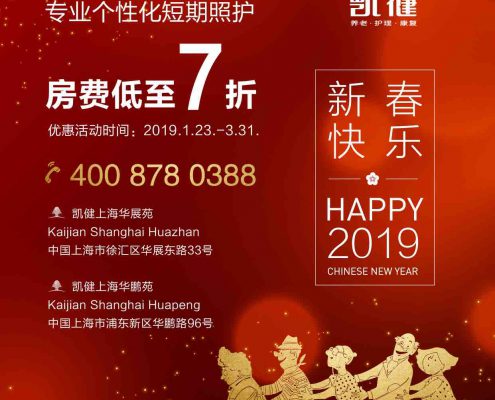 专业个性化短期照护
凯健
养老·护理·康复
房费低至7折
优惠活动时间：2019.1.23.-3.31.
400 878 0388
凯健上海华展苑
Kaijian Shanghai Huazhan
中国上海市徐汇区华展东路33号
凯健上海华鹏苑
Kaijian Shanghai Huapeng
中国上海市浦东新区华鹏路96号
新春
快乐
HAPPY
2019
CHINESE NEW YEAR